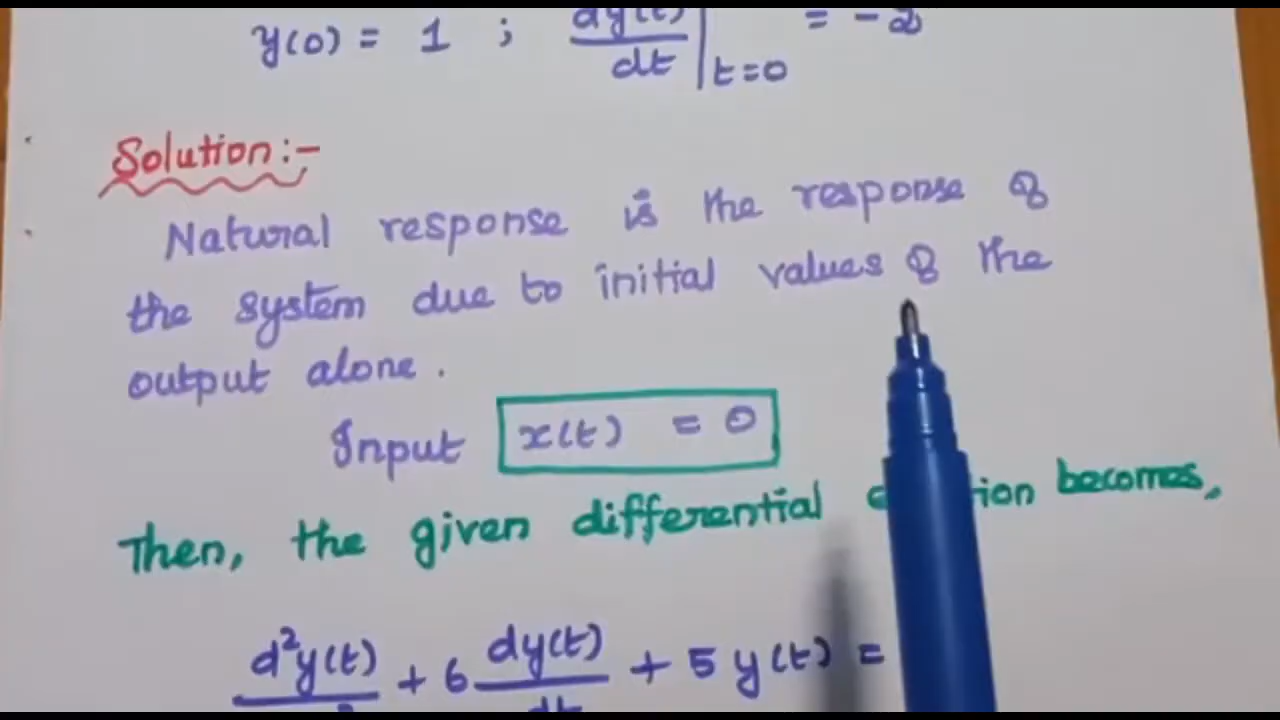 y(0) = 1 ; dy(t)/dt | t=0 = -2
Solution:-
Natural response is the response of
the system due to initial values of the
output alone.
Input x(t) = 0
Then, the given differential becomes,
d²y(t) + 6 dy(t)/dt + 5 y(t) =